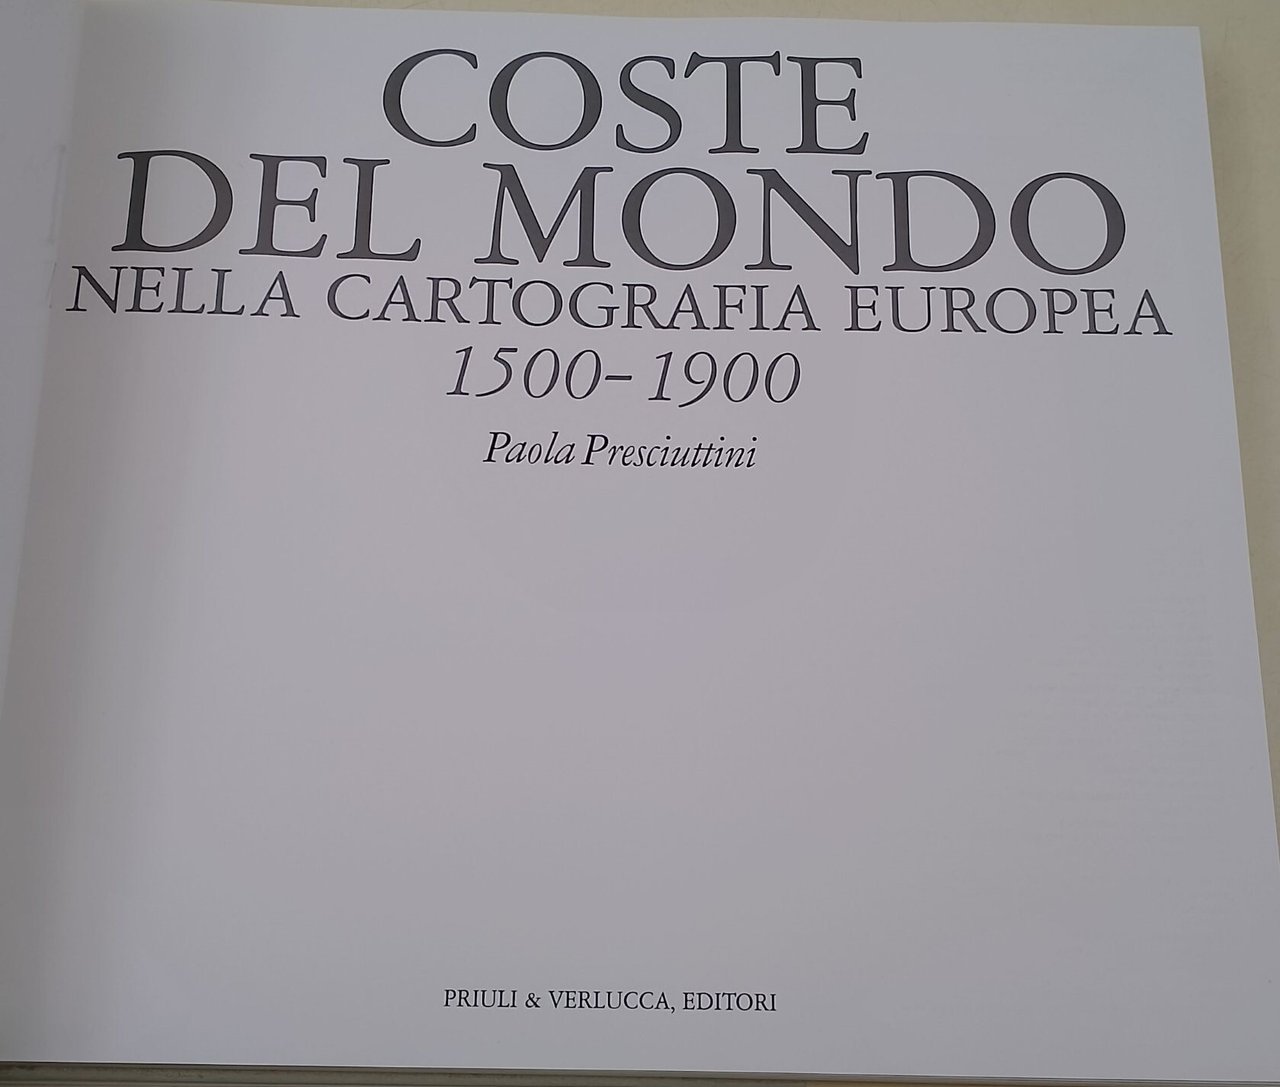 COSTE
DEL MONDO
NELLA CARTOGRAFIA EUROPEA
1500-1900
Paola Presciuttini
PRIULI & VERLUCCA, EDITORI